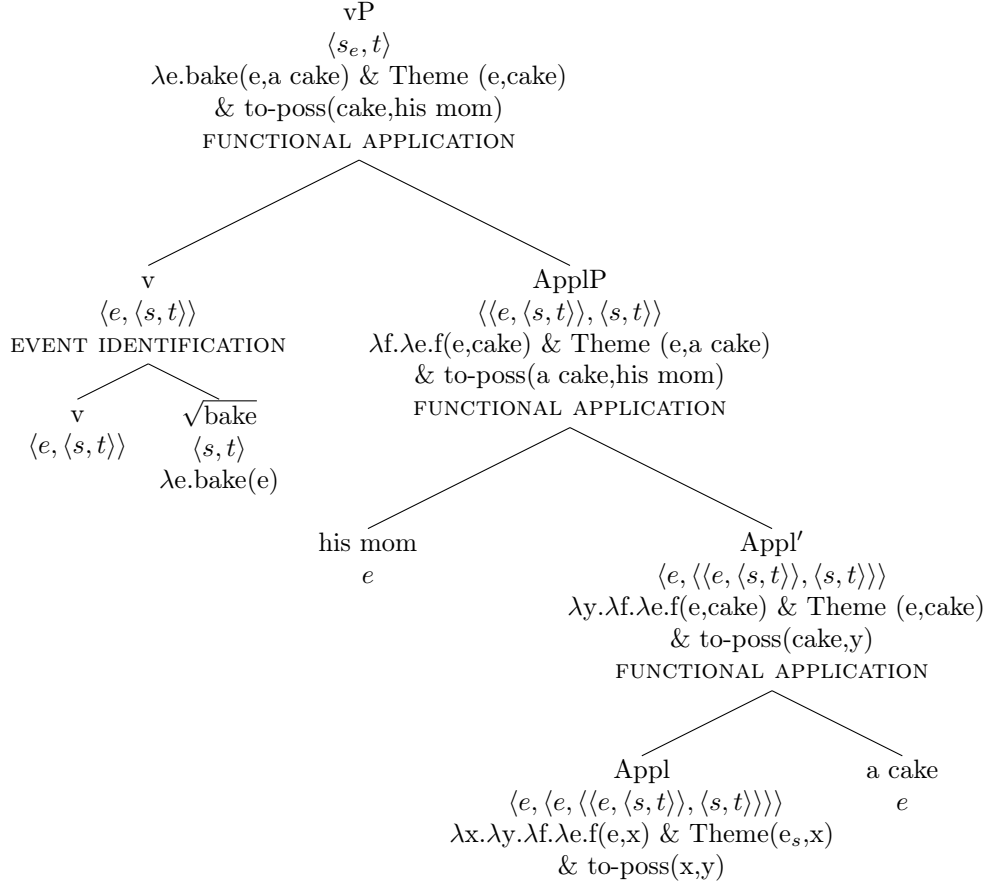 vP
⟨s_e, t⟩
λe.bake(e,a cake) & Theme (e,cake)
& to-poss(cake,his mom)
FUNCTIONAL APPLICATION
v
⟨e, ⟨s, t⟩⟩
EVENT IDENTIFICATION
v
⟨e, ⟨s, t⟩⟩
√bake
⟨s, t⟩
λe.bake(e)
ApplP
⟨⟨e, ⟨s, t⟩⟩, ⟨s, t⟩⟩
λf.λe.f(e,cake) & Theme (e,a cake)
& to-poss(a cake,his mom)
FUNCTIONAL APPLICATION
his mom
e
Appl′
⟨e, ⟨⟨e, ⟨s, t⟩⟩, ⟨s, t⟩⟩⟩
λy.λf.λe.f(e,cake) & Theme (e,cake)
& to-poss(cake,y)
FUNCTIONAL APPLICATION
Appl
⟨e, ⟨e, ⟨⟨e, ⟨s, t⟩⟩, ⟨s, t⟩⟩⟩⟩
λx.λy.λf.λe.f(e,x) & Theme(e_s,x)
& to-poss(x,y)
a cake
e